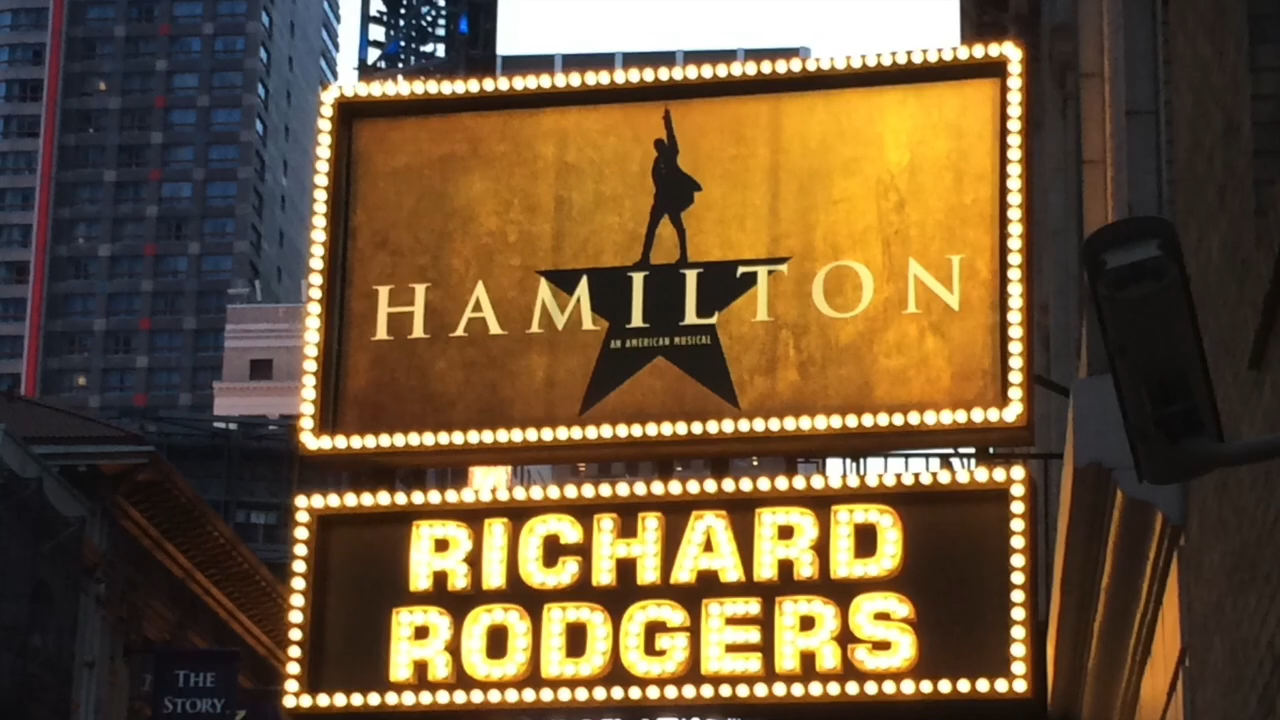 HAMILTON
AN AMERICAN MUSICAL
RICHARD
RODGERS
THE
STORY.